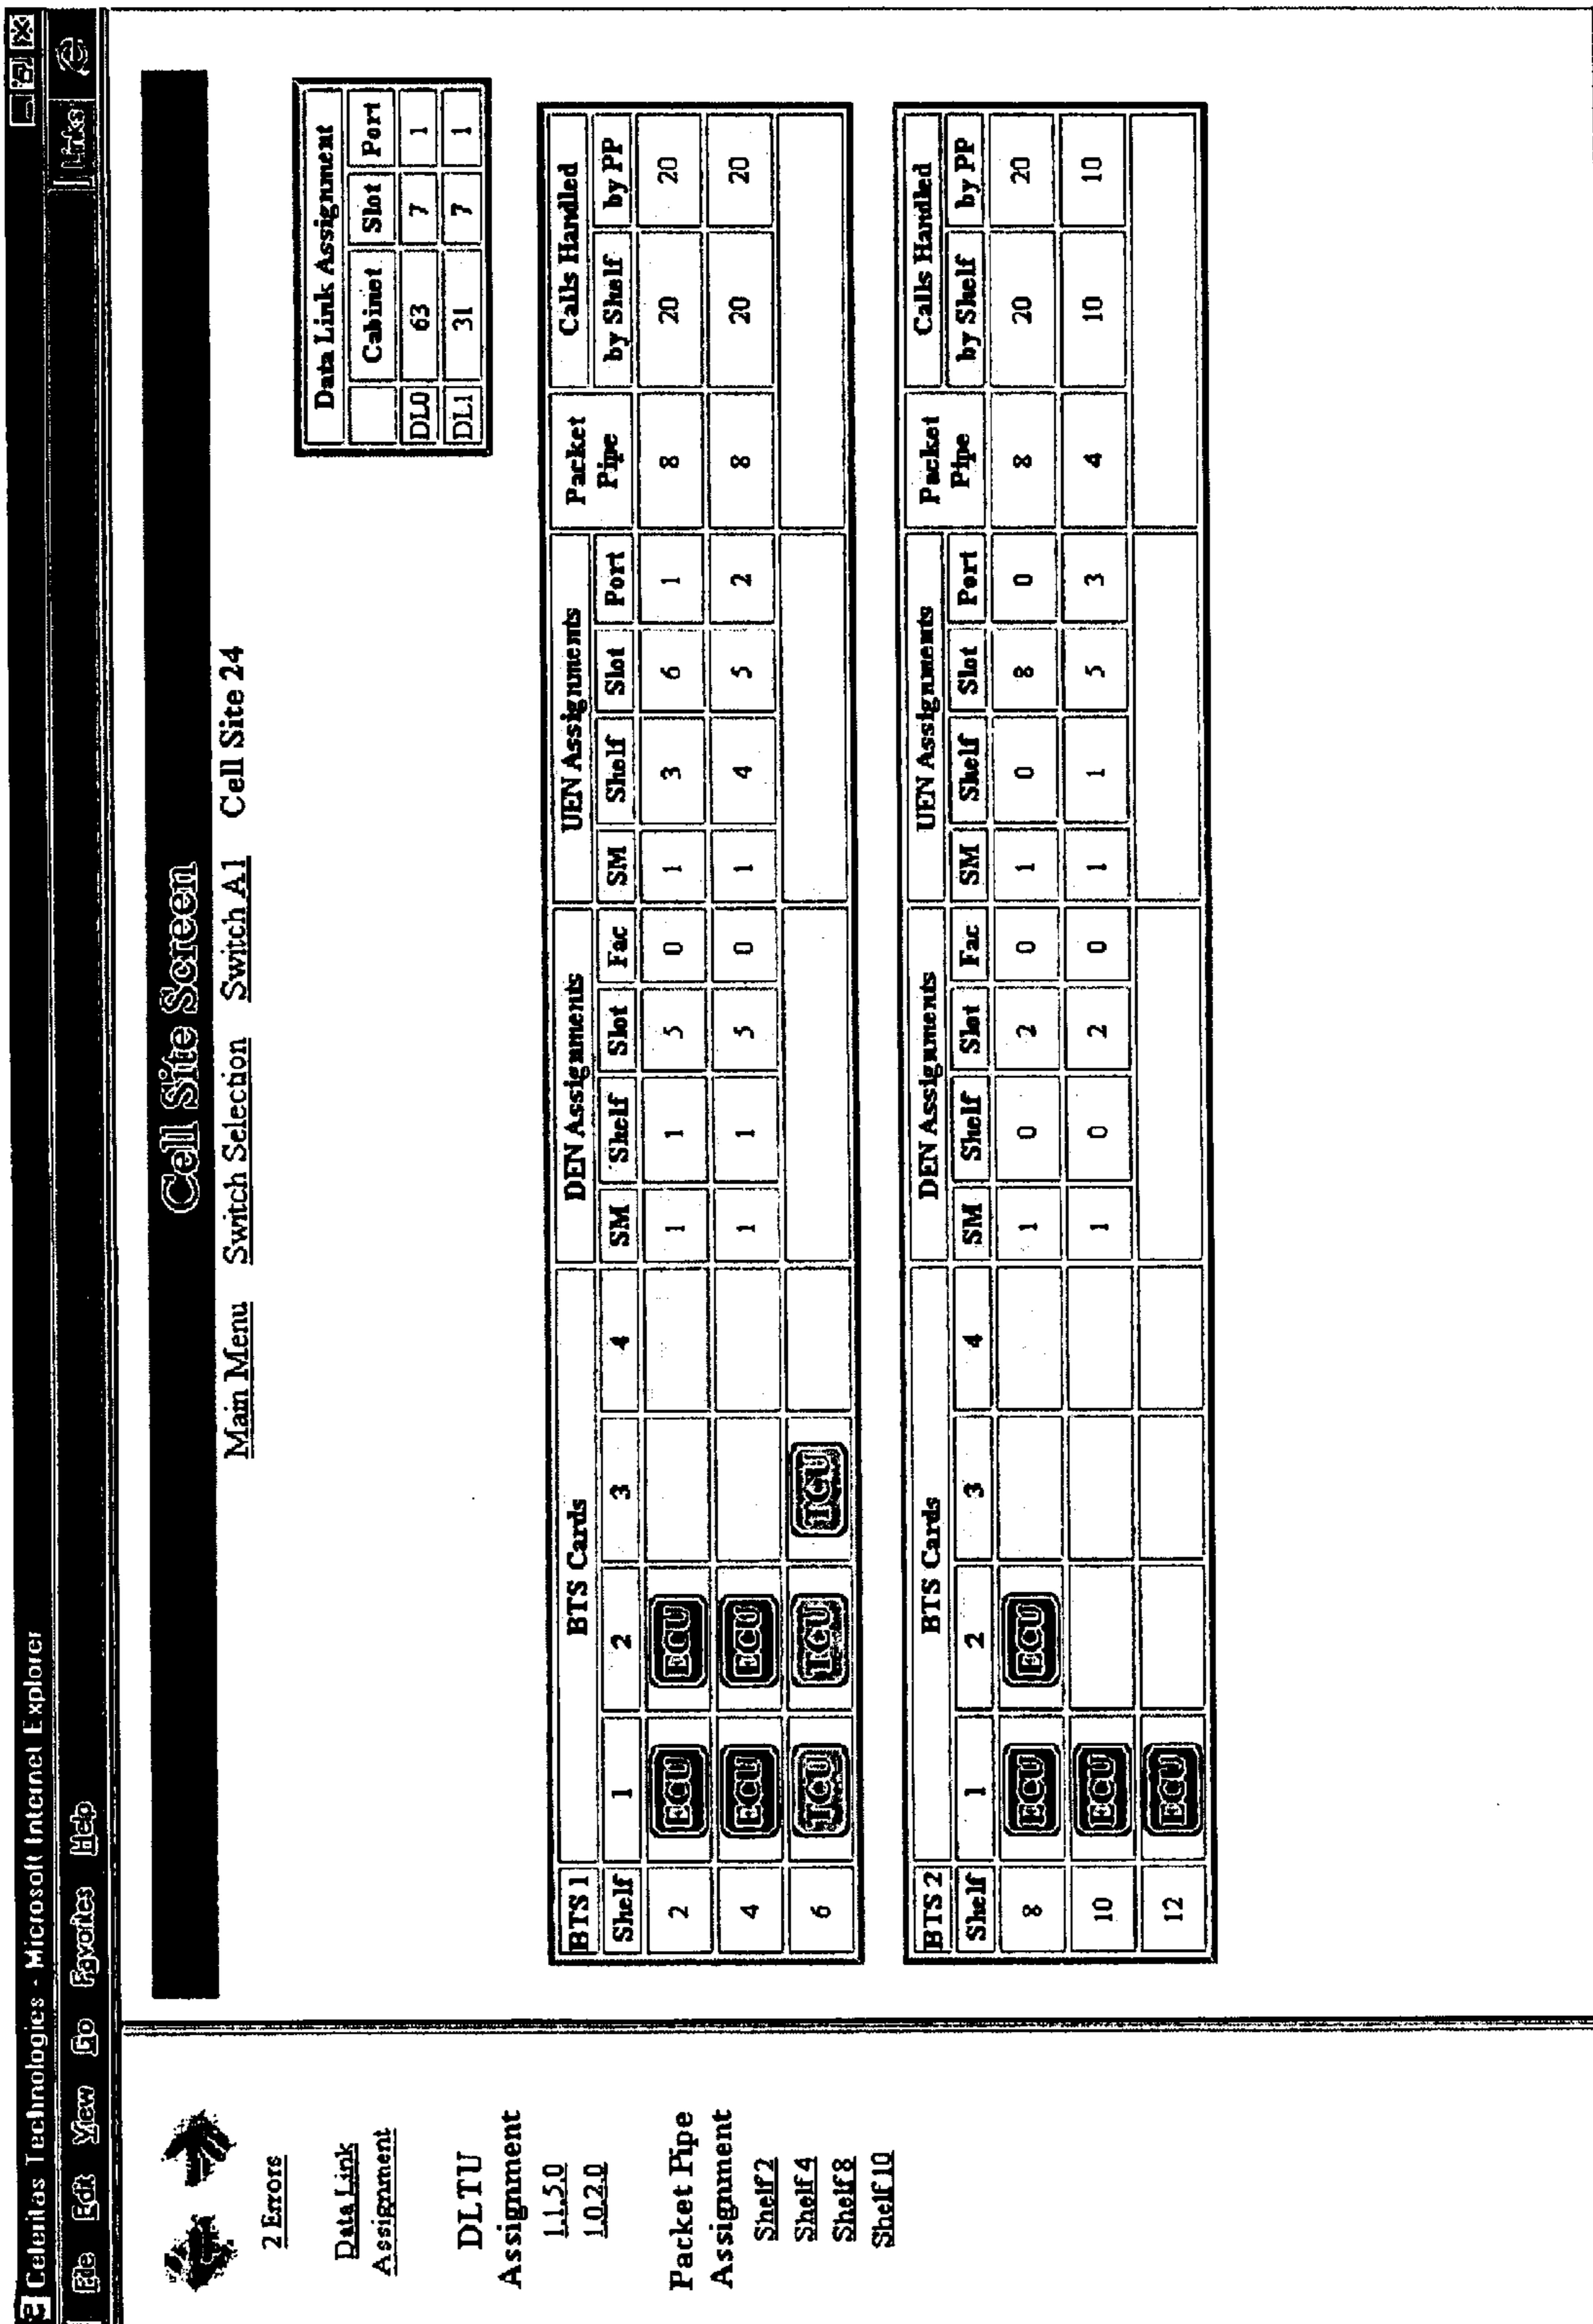 Celeritas Technologies - Microsoft Internet Explorer
File Edit View Go Favorites Help
Links
2 Errors
Data Link
Assignment
DLTU
Assignment
1.1.5.0
1.0.2.0
Packet Pipe
Assignment
Shelf 2
Shelf 4
Shelf 8
Shelf 10
Cell Site Screen
Main Menu Switch Selection Switch A1 Cell Site 24
Data Link Assignment
Cabinet Slot Port
DL0 63 7 1
DL1 31 7 1
BTS 1 BTS Cards DEN Assignments UEN Assignments Packet Pipe Calls Handled
Shelf 1 2 3 4 SM Shelf Slot Fac SM Shelf Slot Port by Shelf by PP
2 ECU ECU 1 1 5 0 1 3 6 1 8 20 20
4 ECU ECU 1 1 5 0 1 4 5 2 8 20 20
6 TCU TCU TCU
BTS 2 BTS Cards DEN Assignments UEN Assignments Packet Pipe Calls Handled
Shelf 1 2 3 4 SM Shelf Slot Fac SM Shelf Slot Port by Shelf by PP
8 ECU ECU 1 0 2 0 1 0 8 0 8 20 20
10 ECU 1 0 2 0 1 1 5 3 4 10 10
12 ECU